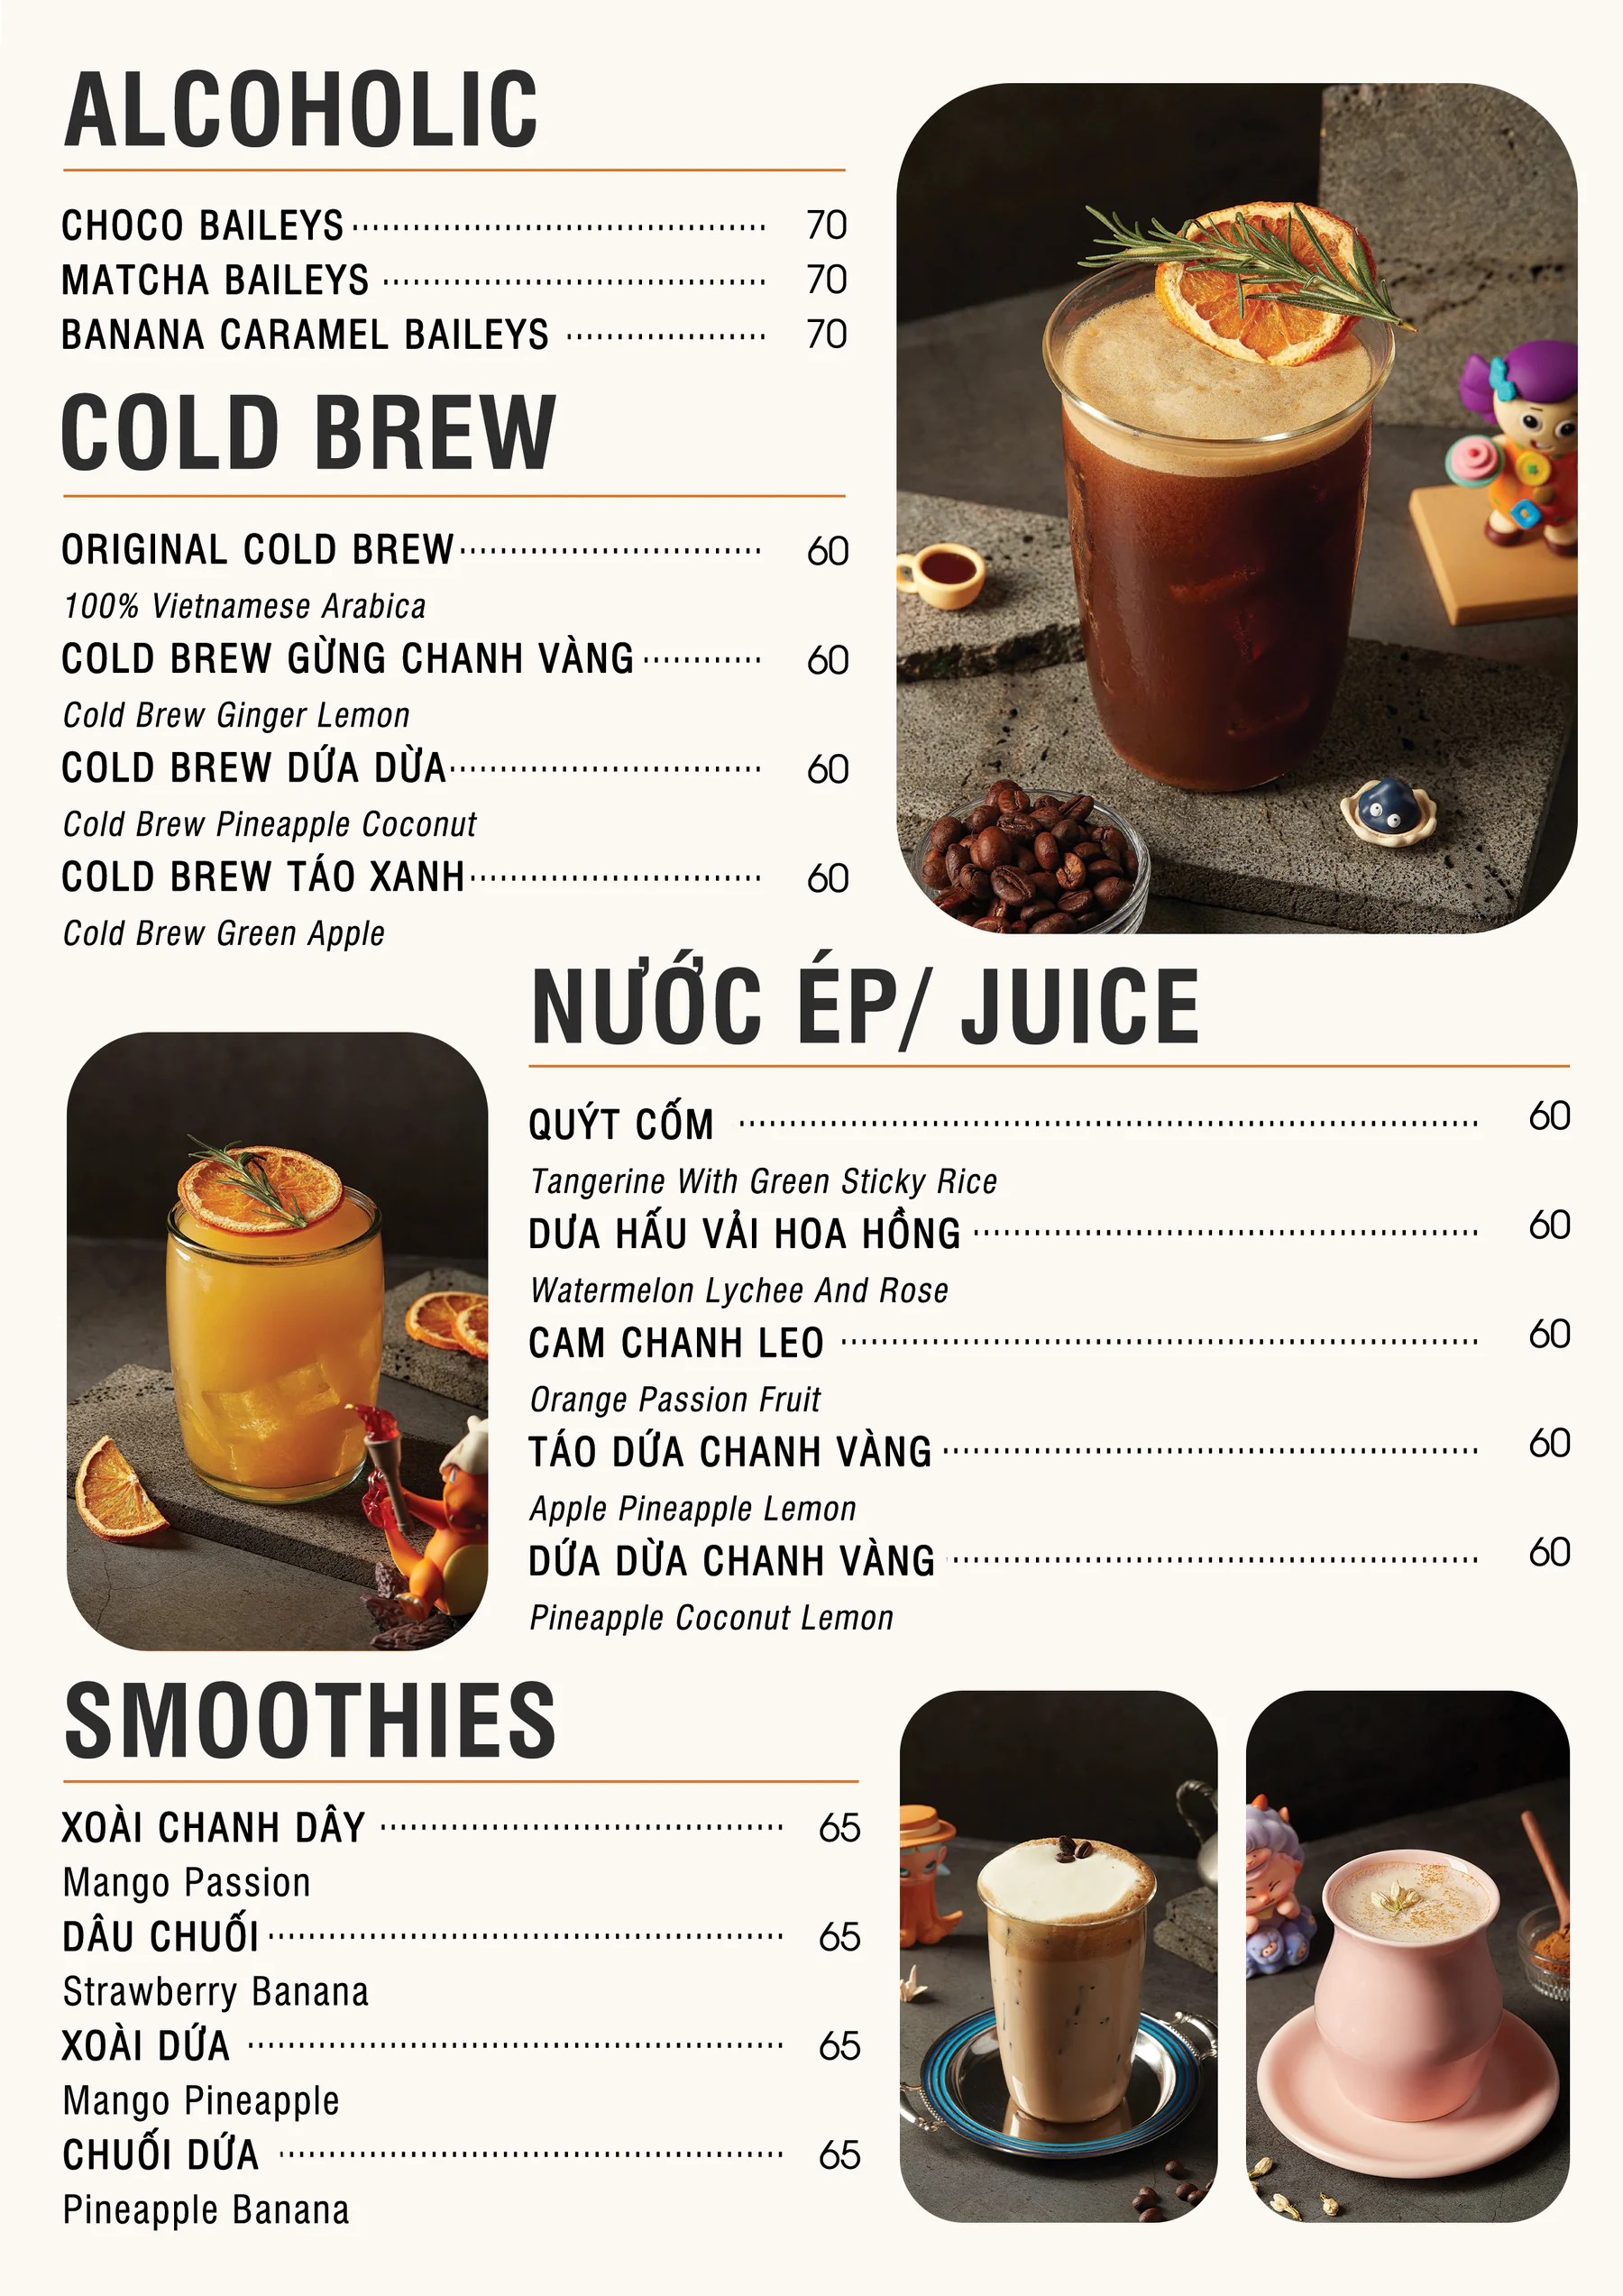 ALCOHOLIC
CHOCO BAILEYS 70
MATCHA BAILEYS 70
BANANA CARAMEL BAILEYS 70
COLD BREW
ORIGINAL COLD BREW 60
100% Vietnamese Arabica
COLD BREW GỪNG CHANH VÀNG 60
Cold Brew Ginger Lemon
COLD BREW DỨA DỪA 60
Cold Brew Pineapple Coconut
COLD BREW TÁO XANH 60
Cold Brew Green Apple
NƯỚC ÉP/ JUICE
QUÝT CỐM 60
Tangerine With Green Sticky Rice
DƯA HẤU VẢI HOA HỒNG 60
Watermelon Lychee And Rose
CAM CHANH LEO 60
Orange Passion Fruit
TÁO DỨA CHANH VÀNG 60
Apple Pineapple Lemon
DỨA DỪA CHANH VÀNG 60
Pineapple Coconut Lemon
SMOOTHIES
XOÀI CHANH DÂY 65
Mango Passion
DÂU CHUỐI 65
Strawberry Banana
XOÀI DỨA 65
Mango Pineapple
CHUỐI DỨA 65
Pineapple Banana